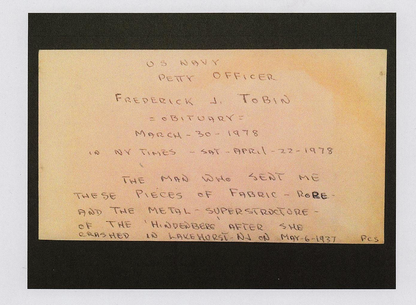 US NAVY
PETTY OFFICER
FREDERICK J. TOBIN
= OBITUARY =
MARCH - 30 - 1978
IN NY TIMES - SAT - APRIL - 22 - 1978
THE MAN WHO SENT ME
THESE PIECES OF FABRIC - ROPE -
AND THE METAL - SUPERSTRUCTURE -
OF THE 'HINDENBERG' AFTER SHE
CRASHED IN LAKEHURST - NJ ON MAY - 6 - 1937 PCS